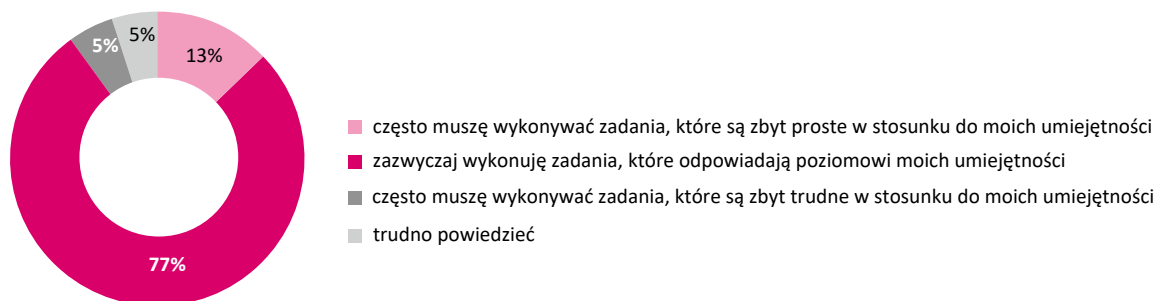 5%
5%
13%
często muszę wykonywać zadania, które są zbyt proste w stosunku do moich umiejętności
zazwyczaj wykonuję zadania, które odpowiadają poziomowi moich umiejętności
często muszę wykonywać zadania, które są zbyt trudne w stosunku do moich umiejętności
trudno powiedzieć
77%